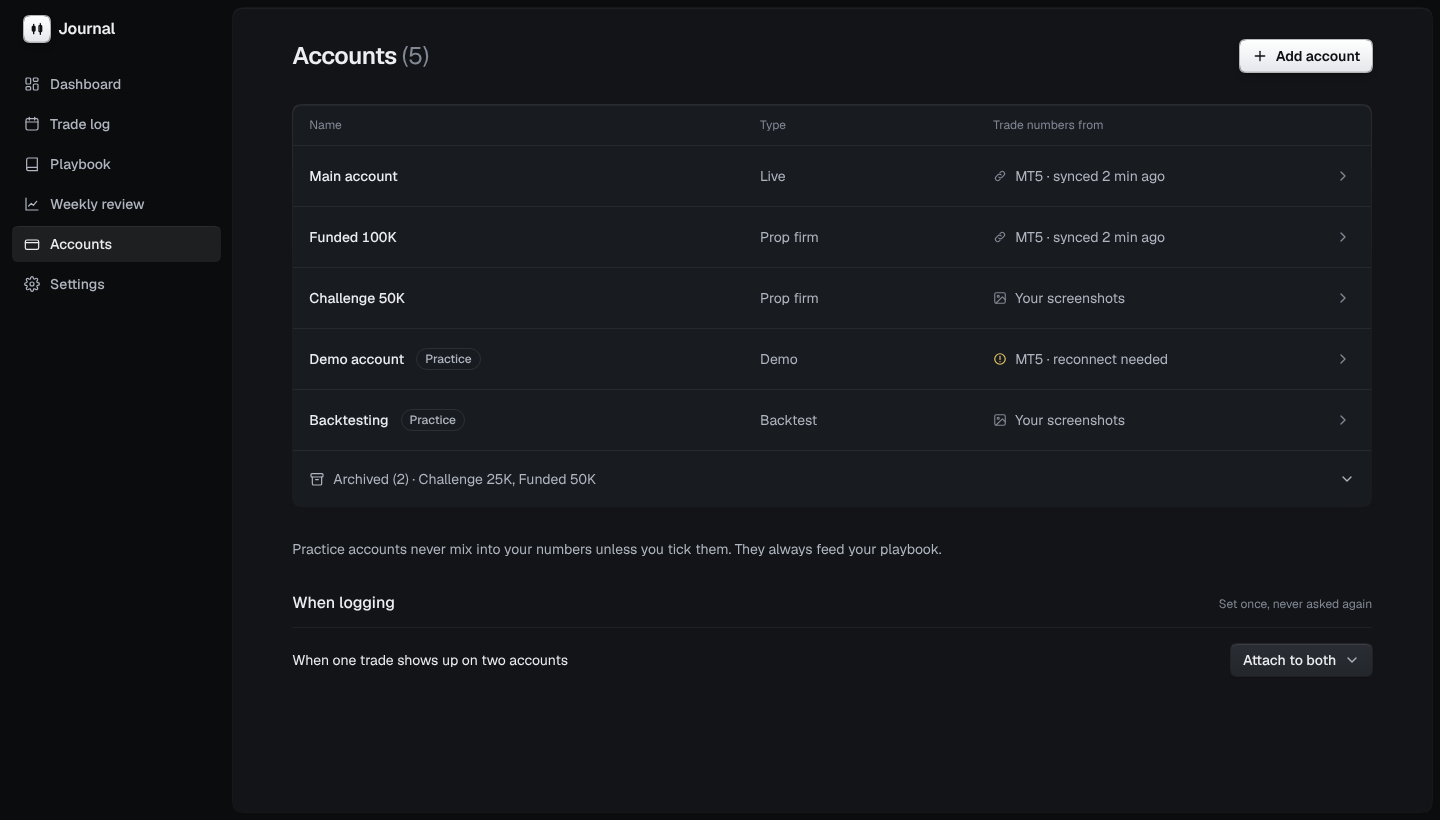 Journal
Dashboard
Trade log
Playbook
Weekly review
Accounts
Settings
Accounts (5)
Add account
Name Type Trade numbers from
Main account Live MT5 · synced 2 min ago
Funded 100K Prop firm MT5 · synced 2 min ago
Challenge 50K Prop firm Your screenshots
Demo account Practice Demo MT5 · reconnect needed
Backtesting Practice Backtest Your screenshots
Archived (2) · Challenge 25K, Funded 50K
Practice accounts never mix into your numbers unless you tick them. They always feed your playbook.
When logging Set once, never asked again
When one trade shows up on two accounts Attach to both